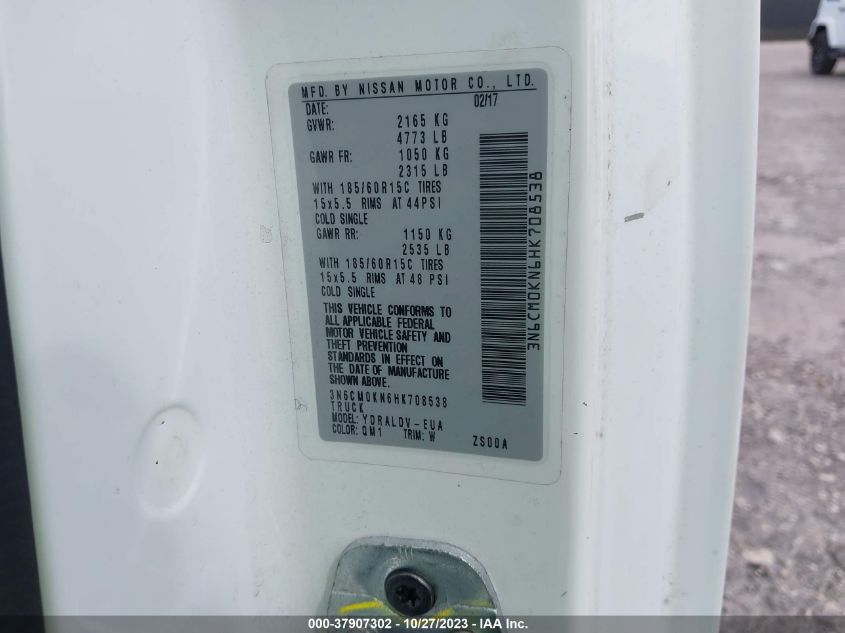 MFD. BY NISSAN MOTOR CO., LTD.
DATE: 02/17
GVWR: 2165 KG
4773 LB
GAWR FR: 1050 KG
2315 LB
WITH 185/60R15C TIRES
15x5.5 RIMS AT 44PSI
COLD SINGLE
GAWR RR: 1150 KG
2535 LB
WITH 185/60R15C TIRES
15x5.5 RIMS AT 48 PSI
COLD SINGLE
THIS VEHICLE CONFORMS TO
ALL APPLICABLE FEDERAL
MOTOR VEHICLE SAFETY AND
THEFT PREVENTION
STANDARDS IN EFFECT ON
THE DATE OF MANUFACTURE
SHOWN ABOVE.
3N6CM0KN6HK708538
TRUCK
MODEL: YDRALDV-EUA
COLOR: QM1 TRIM: W ZS00A
3N6CM0KN6HK708538
000-37907302 - 10/27/2023 - IAA Inc.